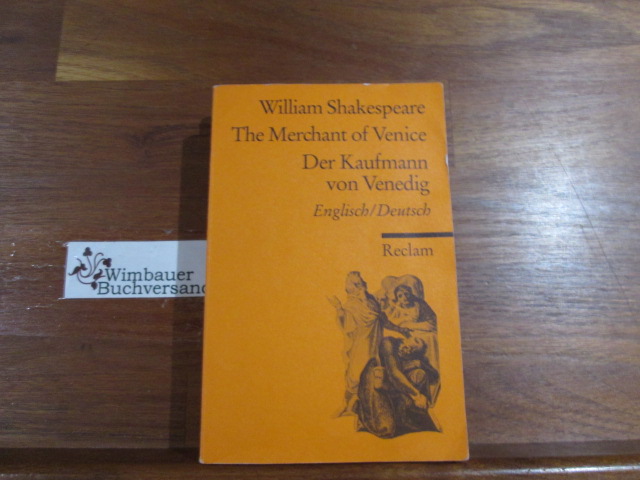 William Shakespeare
The Merchant of Venice
Der Kaufmann
von Venedig
Englisch/Deutsch
Reclam
Wimbauer
Buchversand